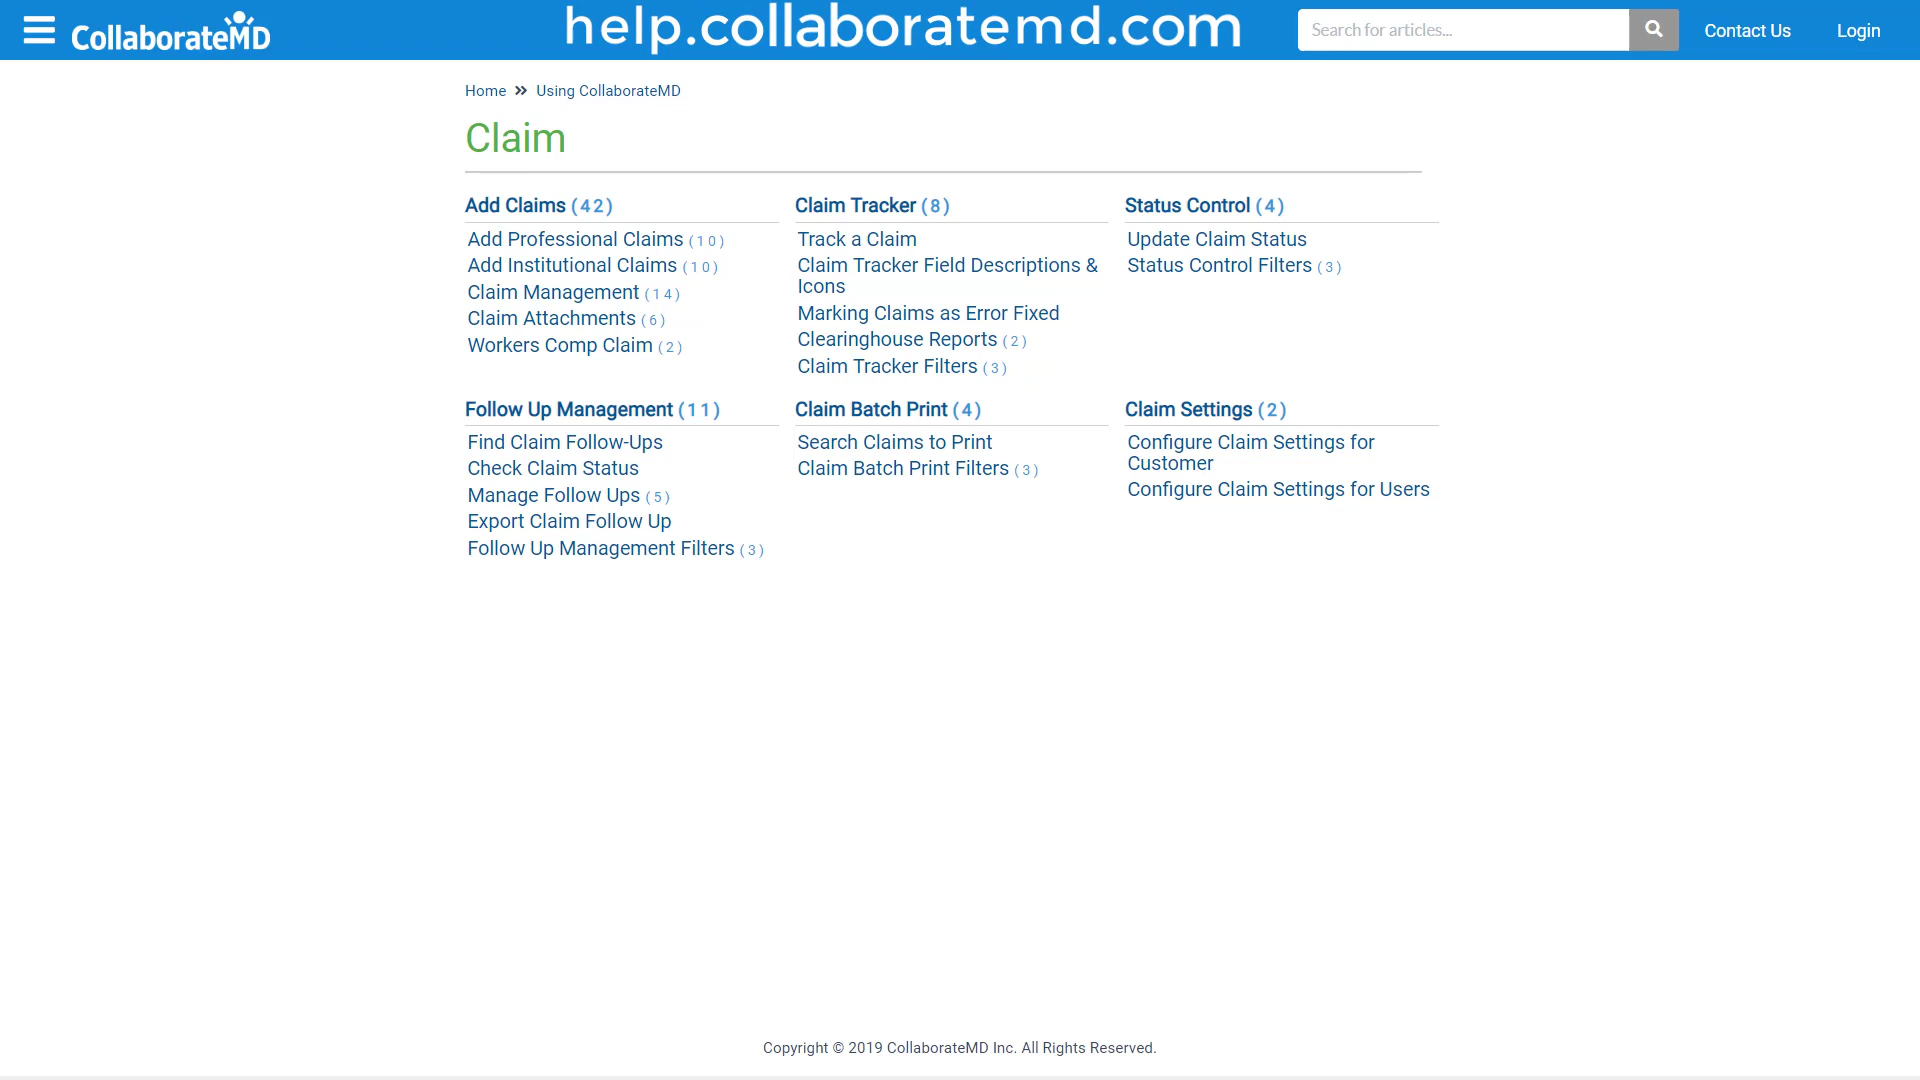 CollaborateMD
help.collaboratemd.com
Search for articles...
Contact Us
Login
Home » Using CollaborateMD
Claim
Add Claims (42)
Add Professional Claims (10)
Add Institutional Claims (10)
Claim Management (14)
Claim Attachments (6)
Workers Comp Claim (2)
Claim Tracker (8)
Track a Claim
Claim Tracker Field Descriptions &
Icons
Marking Claims as Error Fixed
Clearinghouse Reports (2)
Claim Tracker Filters (3)
Status Control (4)
Update Claim Status
Status Control Filters (3)
Follow Up Management (11)
Find Claim Follow-Ups
Check Claim Status
Manage Follow Ups (5)
Export Claim Follow Up
Follow Up Management Filters (3)
Claim Batch Print (4)
Search Claims to Print
Claim Batch Print Filters (3)
Claim Settings (2)
Configure Claim Settings for
Customer
Configure Claim Settings for Users
Copyright © 2019 CollaborateMD Inc. All Rights Reserved.